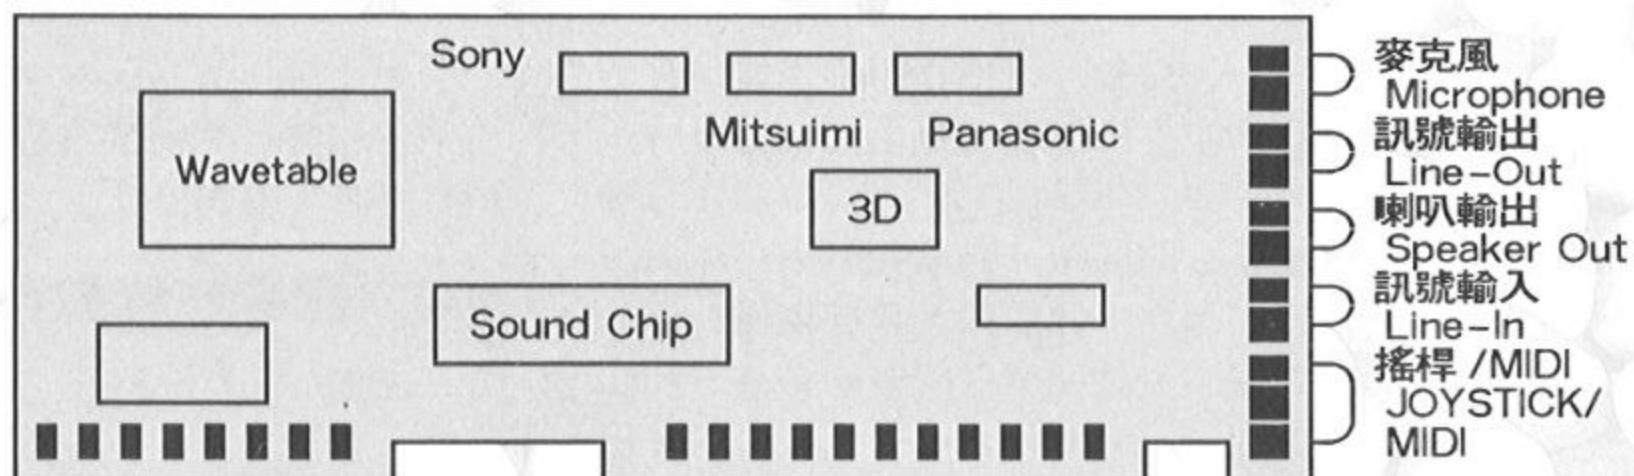 Sony
Mitsuimi
Panasonic
Wavetable
3D
Sound Chip
麥克風
Microphone
訊號輸出
Line-Out
喇叭輸出
Speaker Out
訊號輸入
Line-In
搖桿 /MIDI
JOYSTICK/
MIDI